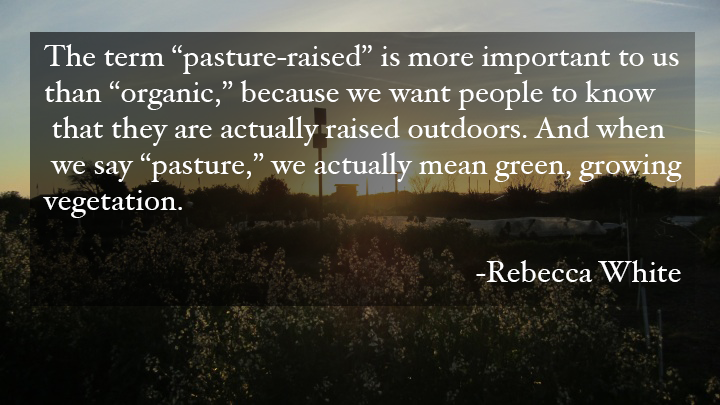 The term “pasture-raised” is more important to us
than “organic,” because we want people to know
that they are actually raised outdoors. And when
we say “pasture,” we actually mean green, growing
vegetation.
-Rebecca White